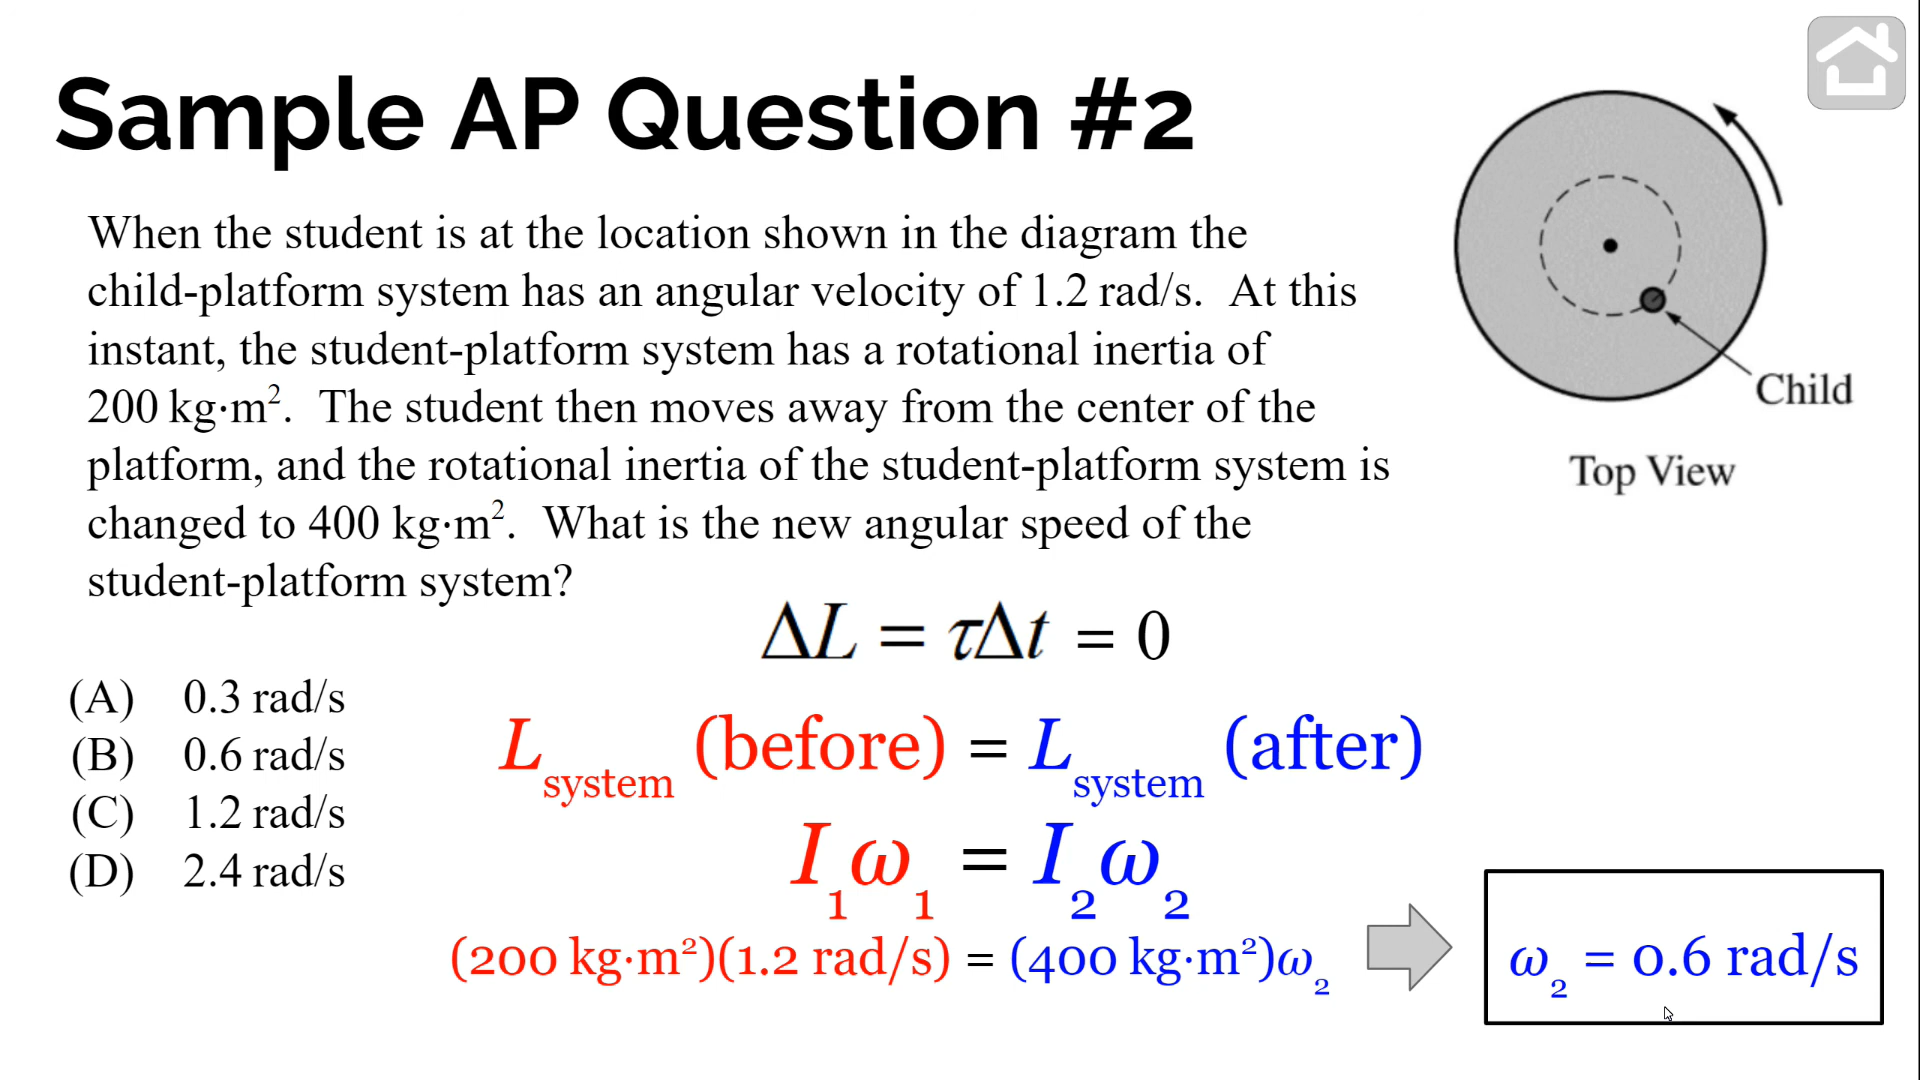 Sample AP Question #2
When the student is at the location shown in the diagram the
child-platform system has an angular velocity of 1.2 rad/s. At this
instant, the student-platform system has a rotational inertia of
200 kg·m². The student then moves away from the center of the
platform, and the rotational inertia of the student-platform system is
changed to 400 kg·m². What is the new angular speed of the
student-platform system?
Child
Top View
ΔL = τΔt = 0
(A) 0.3 rad/s
(B) 0.6 rad/s
(C) 1.2 rad/s
(D) 2.4 rad/s
L system (before) = L system (after)
I₁ω₁ = I₂ω₂
(200 kg·m²)(1.2 rad/s) = (400 kg·m²)ω₂
ω₂ = 0.6 rad/s